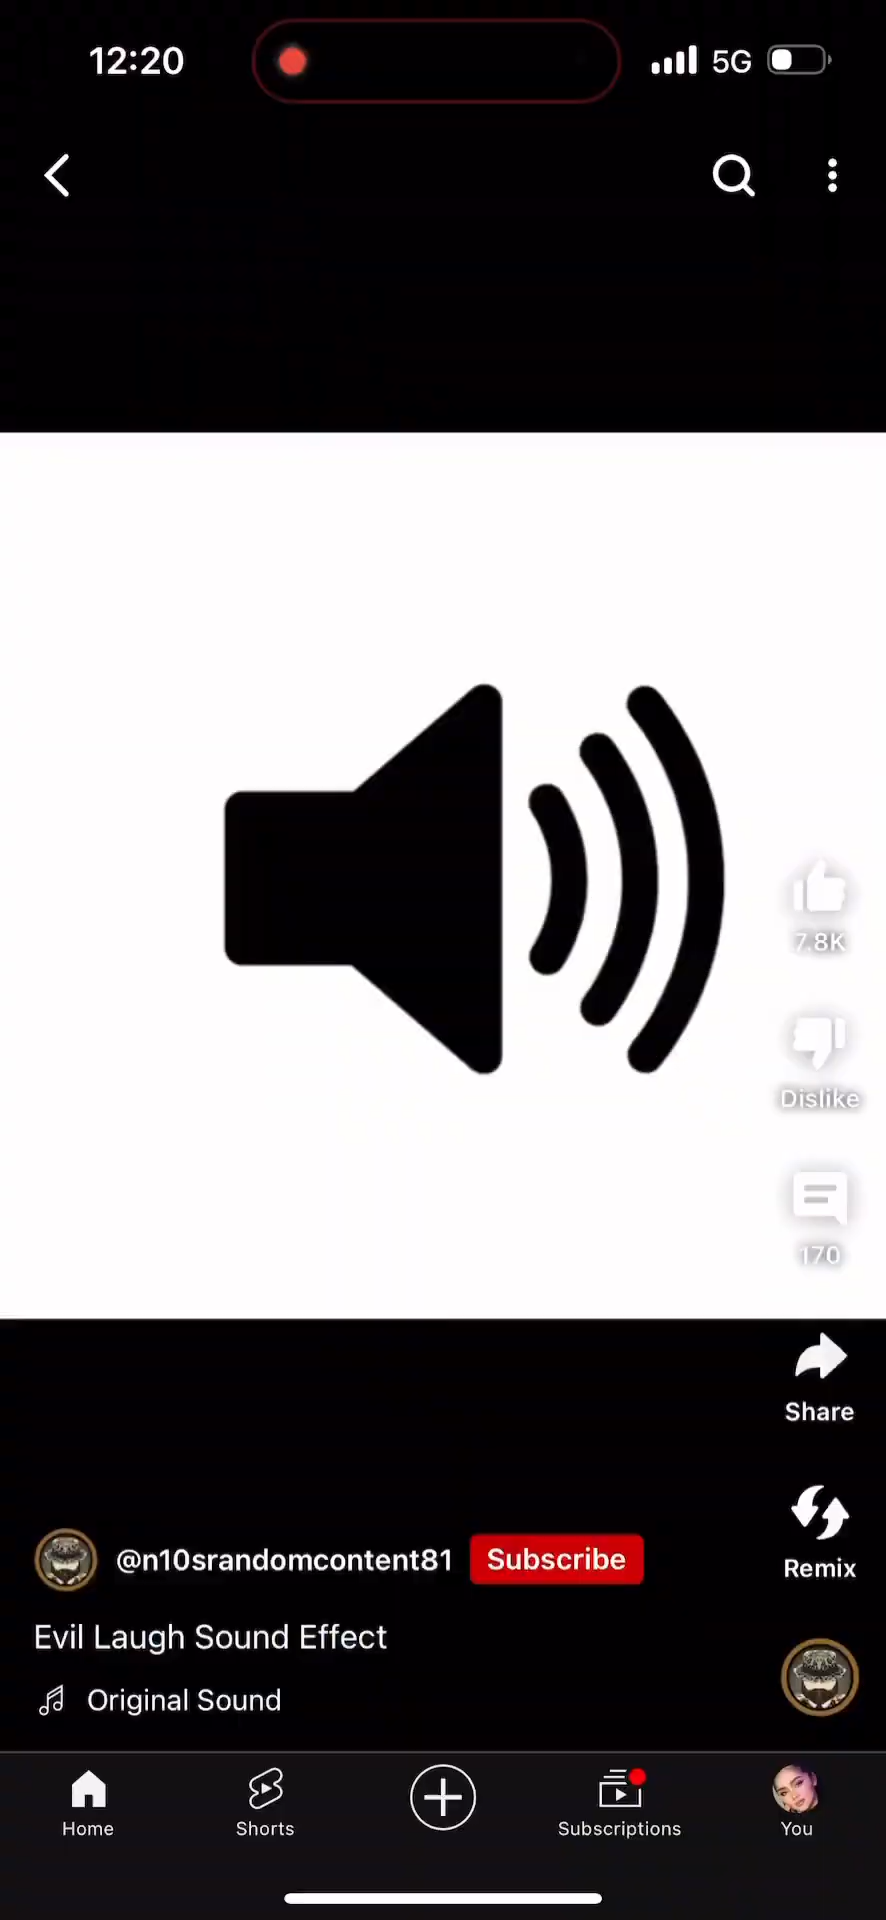 12:20
5G
7.8K
Dislike
170
Share
Remix
@n10srandomcontent81
Subscribe
Evil Laugh Sound Effect
Original Sound
Home
Shorts
Subscriptions
You